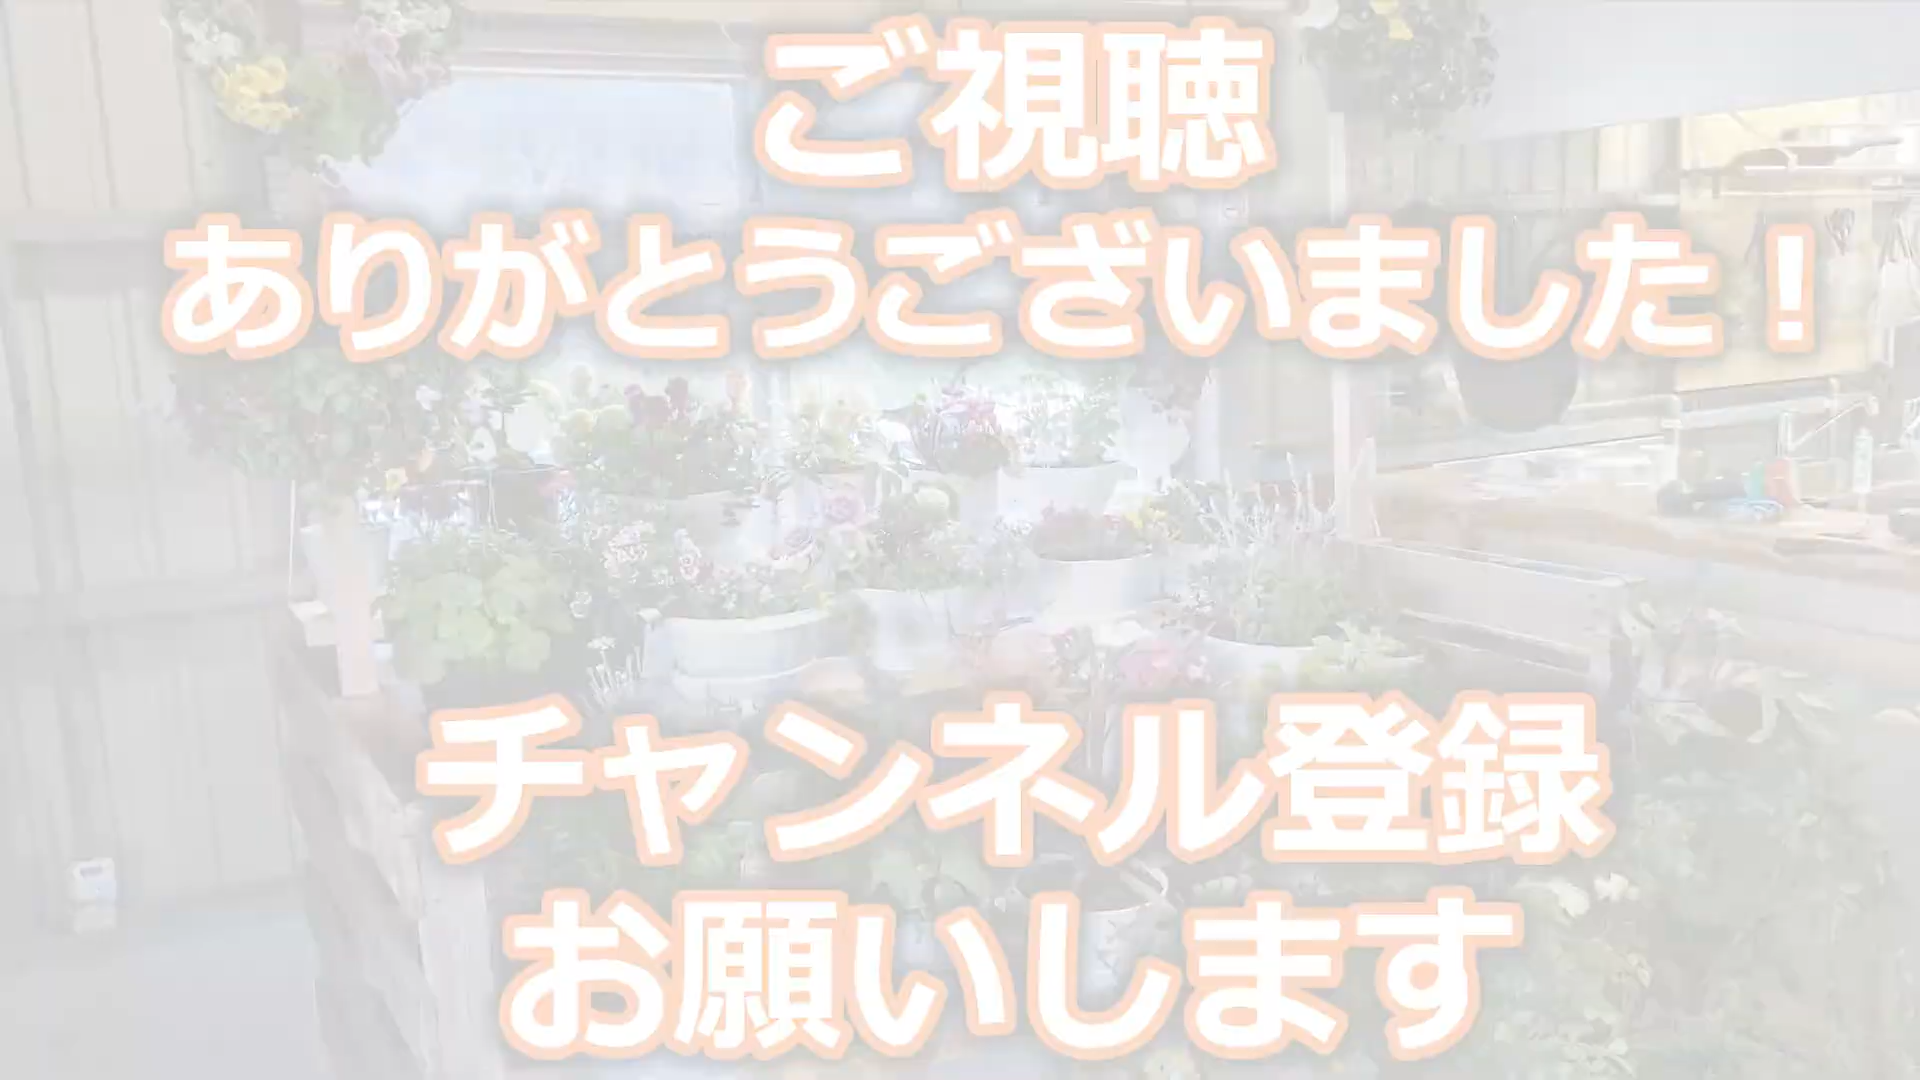 ご視聴
ありがとうございました！
チャンネル登録
お願いします